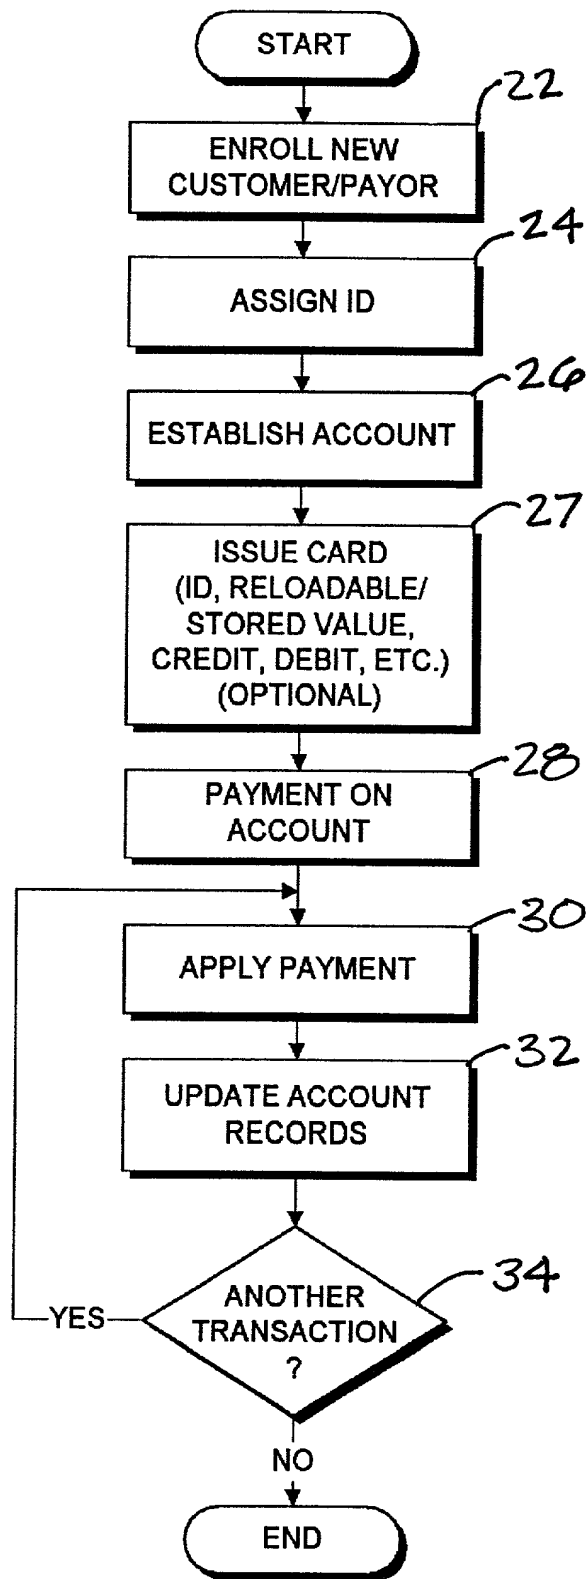 START
22
ENROLL NEW
CUSTOMER/PAYOR
24
ASSIGN ID
26
ESTABLISH ACCOUNT
27
ISSUE CARD
(ID, RELOADABLE/
STORED VALUE,
CREDIT, DEBIT, ETC.)
(OPTIONAL)
28
PAYMENT ON
ACCOUNT
30
APPLY PAYMENT
32
UPDATE ACCOUNT
RECORDS
34
ANOTHER
TRANSACTION
?
YES
NO
END